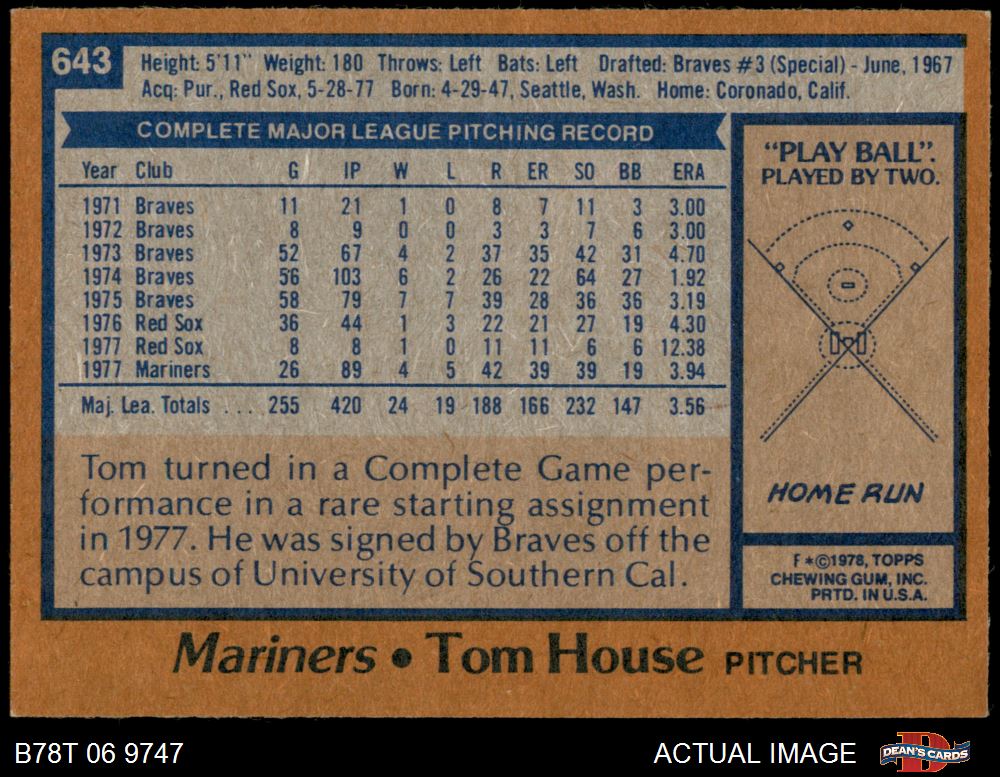 643
Height: 5'11" Weight: 180 Throws: Left Bats: Left Drafted: Braves #3 (Special) - June, 1967
Acq: Pur., Red Sox, 5-28-77 Born: 4-29-47, Seattle, Wash. Home: Coronado, Calif.
COMPLETE MAJOR LEAGUE PITCHING RECORD
Year Club G IP W L R ER SO BB ERA
1971 Braves 11 21 1 0 8 7 11 3 3.00
1972 Braves 8 9 0 0 3 3 7 6 3.00
1973 Braves 52 67 4 2 37 35 42 31 4.70
1974 Braves 56 103 6 2 26 22 64 27 1.92
1975 Braves 58 79 7 7 39 28 36 36 3.19
1976 Red Sox 36 44 1 3 22 21 27 19 4.30
1977 Red Sox 8 8 1 0 11 11 6 6 12.38
1977 Mariners 26 89 4 5 42 39 39 19 3.94
Maj. Lea. Totals . . . 255 420 24 19 188 166 232 147 3.56
Tom turned in a Complete Game per-
formance in a rare starting assignment
in 1977. He was signed by Braves off the
campus of University of Southern Cal.
"PLAY BALL".
PLAYED BY TWO.
HOME RUN
F*©1978, TOPPS
CHEWING GUM, INC.
PRTD. IN U.S.A.
Mariners • Tom House PITCHER
B78T 06 9747
ACTUAL IMAGE
D
DEAN'S CARDS